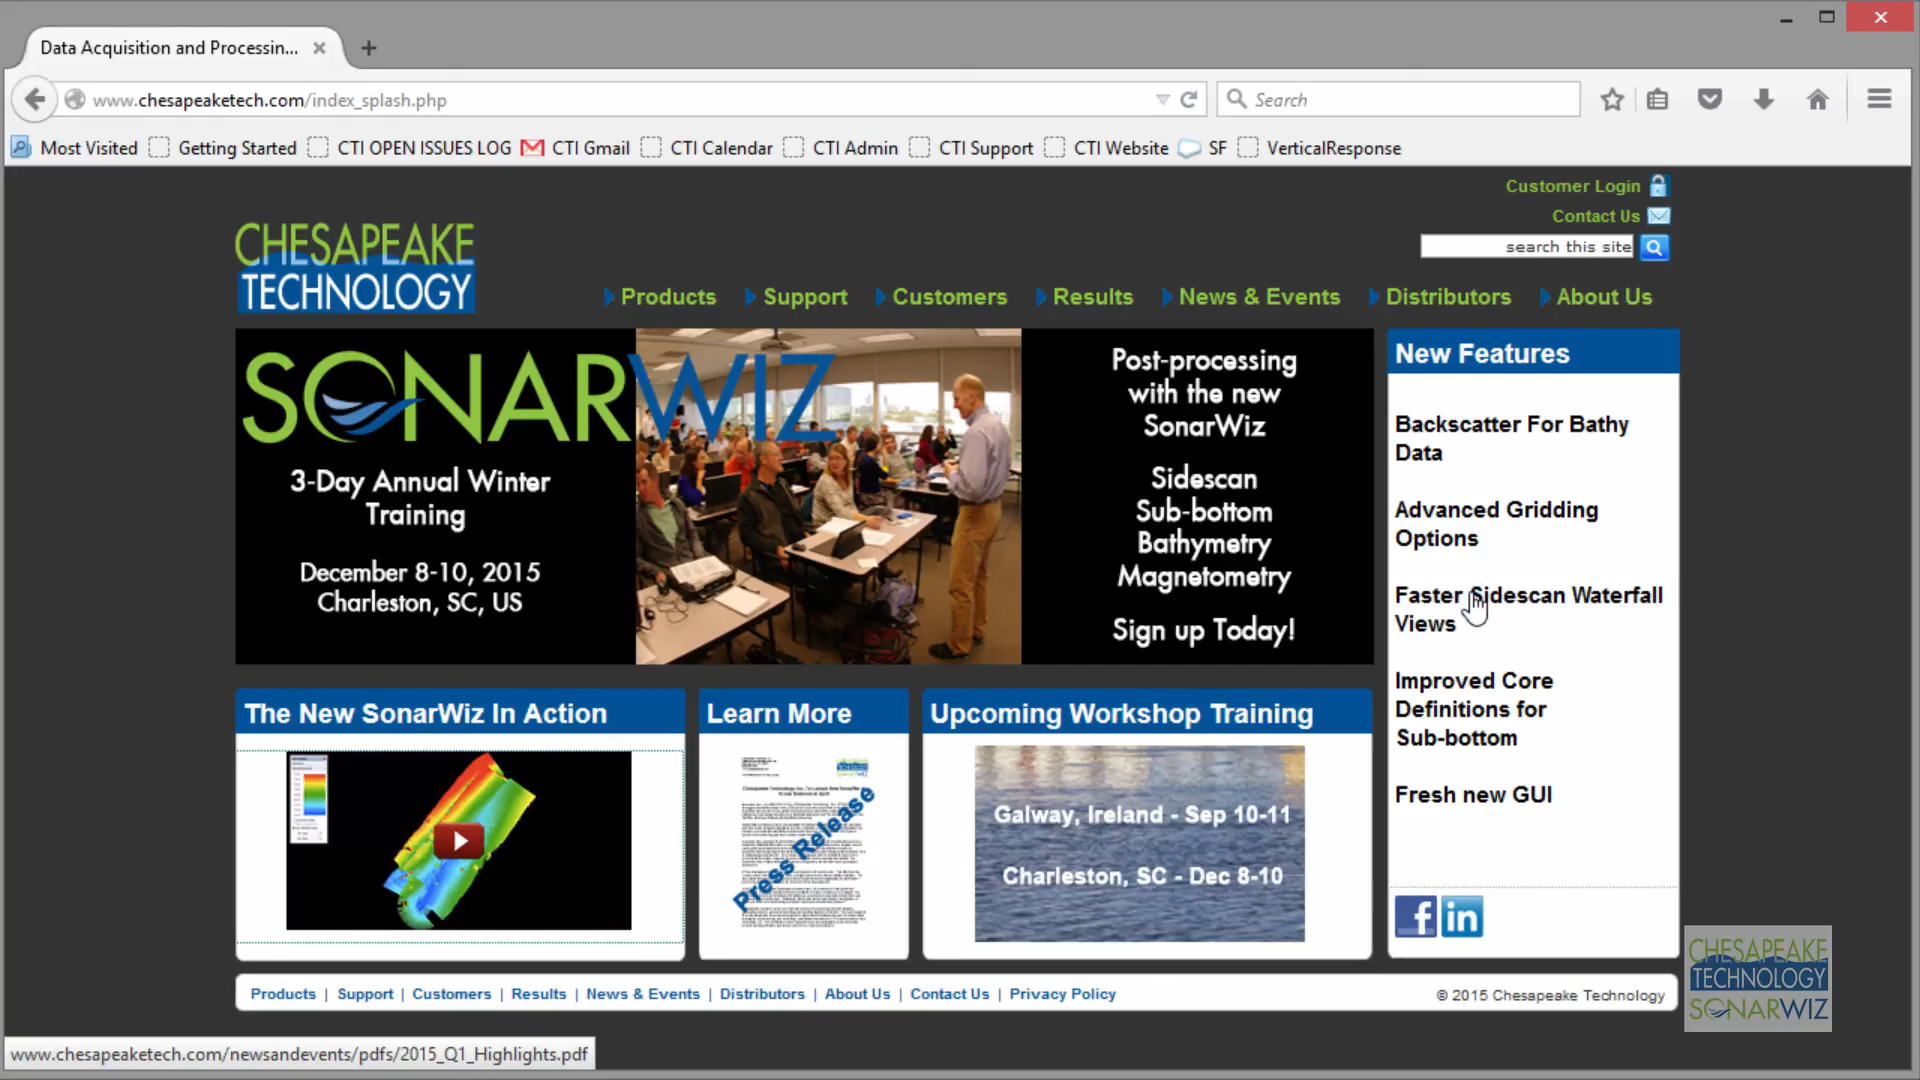 Data Acquisition and Processin...
www.chesapeaketech.com/index_splash.php
Search
Most Visited
Getting Started
CTI OPEN ISSUES LOG
CTI Gmail
CTI Calendar
CTI Admin
CTI Support
CTI Website
SF
VerticalResponse
Customer Login
Contact Us
search this site
CHESAPEAKE
TECHNOLOGY
Products
Support
Customers
Results
News & Events
Distributors
About Us
SONARWIZ
3-Day Annual Winter
Training
December 8-10, 2015
Charleston, SC, US
Post-processing
with the new
SonarWiz
Sidescan
Sub-bottom
Bathymetry
Magnetometry
Sign up Today!
New Features
Backscatter For Bathy
Data
Advanced Gridding
Options
Faster Sidescan Waterfall
Views
Improved Core
Definitions for
Sub-bottom
Fresh new GUI
The New SonarWiz In Action
Learn More
Press Release
Upcoming Workshop Training
Galway, Ireland - Sep 10-11
Charleston, SC - Dec 8-10
f
in
Products | Support | Customers | Results | News & Events | Distributors | About Us | Contact Us | Privacy Policy
© 2015 Chesapeake Technology
CHESAPEAKE
TECHNOLOGY
SONARWIZ
www.chesapeaketech.com/newsandevents/pdfs/2015_Q1_Highlights.pdf